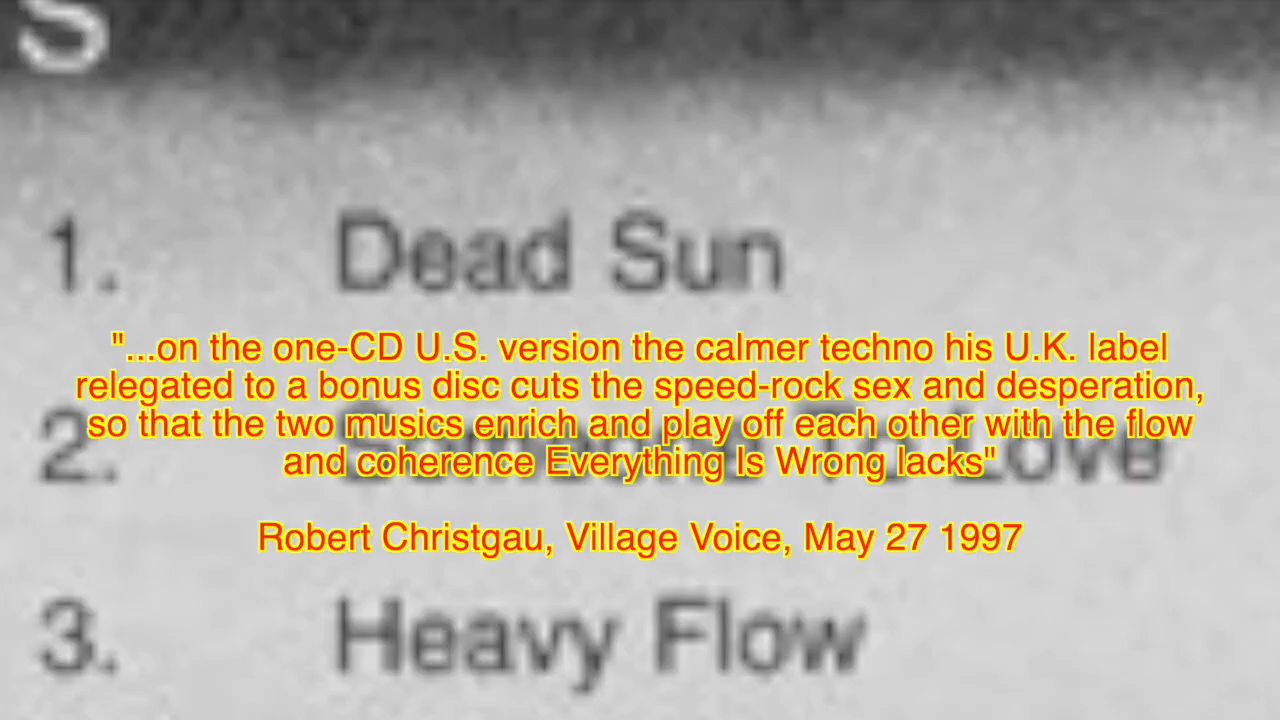 S
1. Dead Sun
"...on the one-CD U.S. version the calmer techno his U.K. label
relegated to a bonus disc cuts the speed-rock sex and desperation,
so that the two musics enrich and play off each other with the flow
and coherence Everything Is Wrong lacks"
2. Love
Robert Christgau, Village Voice, May 27 1997
3. Heavy Flow